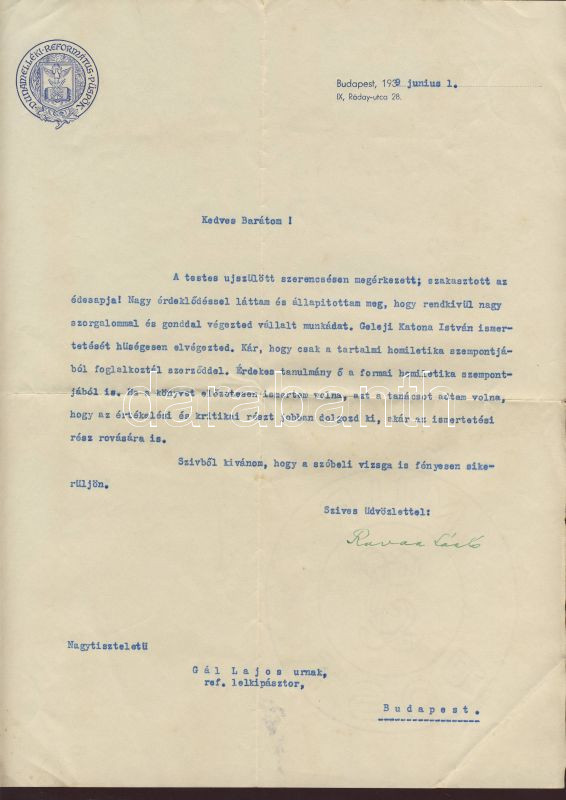 DUNAMELLÉKI·REFORMÁTUS·PÜSPÖK·
Budapest, 1939 junius 1.
IX, Ráday-utca 28.
Kedves Barátom !
A testes ujszülött szerencsésen megérkezett; szakasztott az
édesapja! Nagy érdeklődéssel láttam és állapitottam meg, hogy rendkivül nagy
szorgalommal és gonddal végezted vállalt munkádat. Geleji Katona István ismer-
tetését hüségesen elvégezted. Kár, hogy csak a tartalmi homiletika szempontjá-
ból foglalkoztál szerződdel. Érdekes tanulmány ő a formai homiletika szempont-
jából is. Ha a könyvet előzetesen ismertem volna, azt a tanácsot adtam volna,
hogy az értékelési és kritikai részt jobban dolgozd ki, akár az ismertetési
rész rovására is.
Szivből kivánom, hogy a szóbeli vizsga is fényesen sike-
rüljön.
Szives üdvözlettel:
Ravasz László
Nagytiszteletü
Gál Lajos urnak,
ref. lelkipásztor,
Budapest.
darabanth